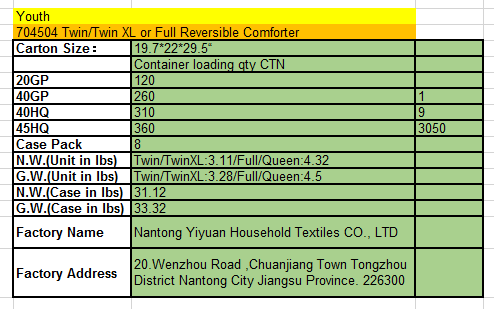 Youth
704504 Twin/Twin XL or Full Reversible Comforter
Carton Size： 19.7*22*29.5“
Container loading qty CTN
20GP 120
40GP 260 1
40HQ 310 9
45HQ 360 3050
Case Pack 8
N.W.(Unit in lbs) Twin/TwinXL:3.11/Full/Queen:4.32
G.W.(Unit in lbs) Twin/TwinXL:3.28/Full/Queen:4.5
N.W.(Case in lbs) 31.12
G.W.(Case in lbs) 33.32
Factory Name Nantong Yiyuan Household Textiles CO., LTD
Factory Address 20.Wenzhou Road ,Chuanjiang Town Tongzhou
District Nantong City Jiangsu Province. 226300